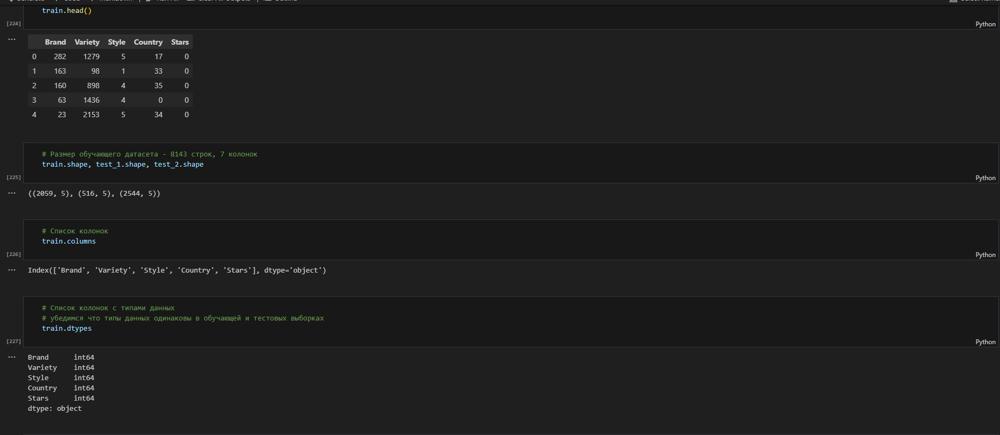 train.head()
[224]
Python
Brand Variety Style Country Stars
0 282 1279 5 17 0
1 163 98 1 33 0
2 160 898 4 35 0
3 63 1436 4 0 0
4 23 2153 5 34 0
# Размер обучающего датасета - 8143 строк, 7 колонок
train.shape, test_1.shape, test_2.shape
[225]
Python
((2059, 5), (516, 5), (2544, 5))
# Список колонок
train.columns
[226]
Python
Index(['Brand', 'Variety', 'Style', 'Country', 'Stars'], dtype='object')
# Список колонок с типами данных
# убедимся что типы данных одинаковы в обучающей и тестовых выборках
train.dtypes
[227]
Python
Brand int64
Variety int64
Style int64
Country int64
Stars int64
dtype: object